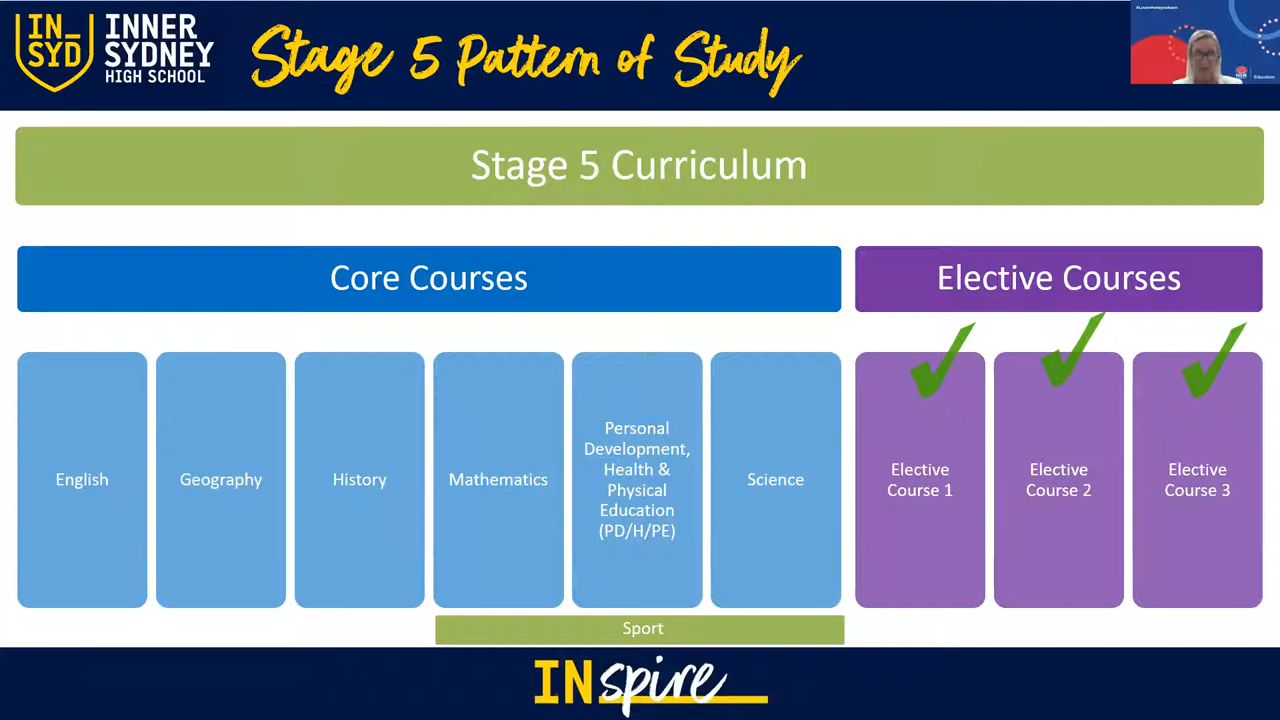 IN_
SYD
INNER
SYDNEY
HIGH SCHOOL
Stage 5 Pattern of Study
NSW
Education
Stage 5 Curriculum
Core Courses
Elective Courses
English
Geography
History
Mathematics
Personal
Development,
Health &
Physical
Education
(PD/H/PE)
Science
Elective
Course 1
Elective
Course 2
Elective
Course 3
Sport
INspire